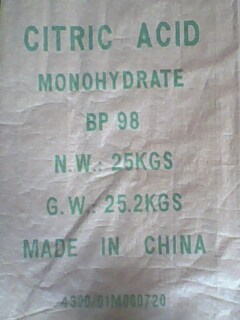 CITRIC ACID
MONOHYDRATE
BP 98
N.W.: 25KGS
G.W.: 25.2KGS
MADE IN CHINA